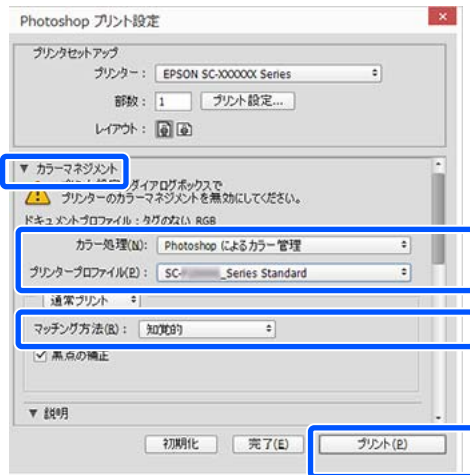 Photoshop プリント設定
プリンタセットアップ
プリンター： EPSON SC-XXXXXX Series
部数： 1 プリント設定...
レイアウト：
▼ カラーマネジメント
ダイアログボックスで
プリンターのカラーマネジメントを無効にしてください。
ドキュメントプロファイル：タグのない RGB
カラー処理(N)： Photoshop によるカラー管理
プリンタープロファイル(P)： SC- _Series Standard
通常プリント
マッチング方法(R)： 知覚的
黒点の補正
▼ 説明
初期化 完了(E) プリント(P)